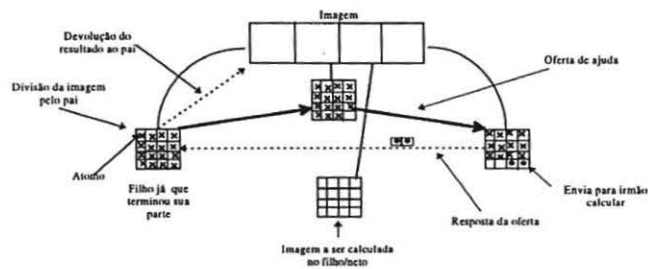 Imagem
Devolução do
resultado ao pai
Oferta de ajuda
Divisão da imagem
pelo pai
Atomo
Filho já que
terminou sua
parte
Envia para irmão
calcular
Resposta da oferta
Imagem a ser calculada
no filho/neto